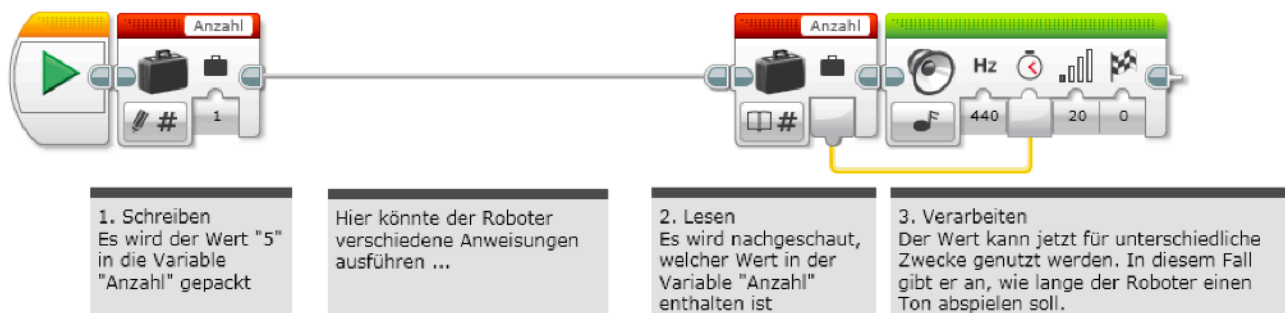 Anzahl
1
#
Anzahl
#
Hz
440
20
0
1. Schreiben
Es wird der Wert "5"
in die Variable
"Anzahl" gepackt
Hier könnte der Roboter
verschiedene Anweisungen
ausführen ...
2. Lesen
Es wird nachgeschaut,
welcher Wert in der
Variable "Anzahl"
enthalten ist
3. Verarbeiten
Der Wert kann jetzt für unterschiedliche
Zwecke genutzt werden. In diesem Fall
gibt er an, wie lange der Roboter einen
Ton abspielen soll.